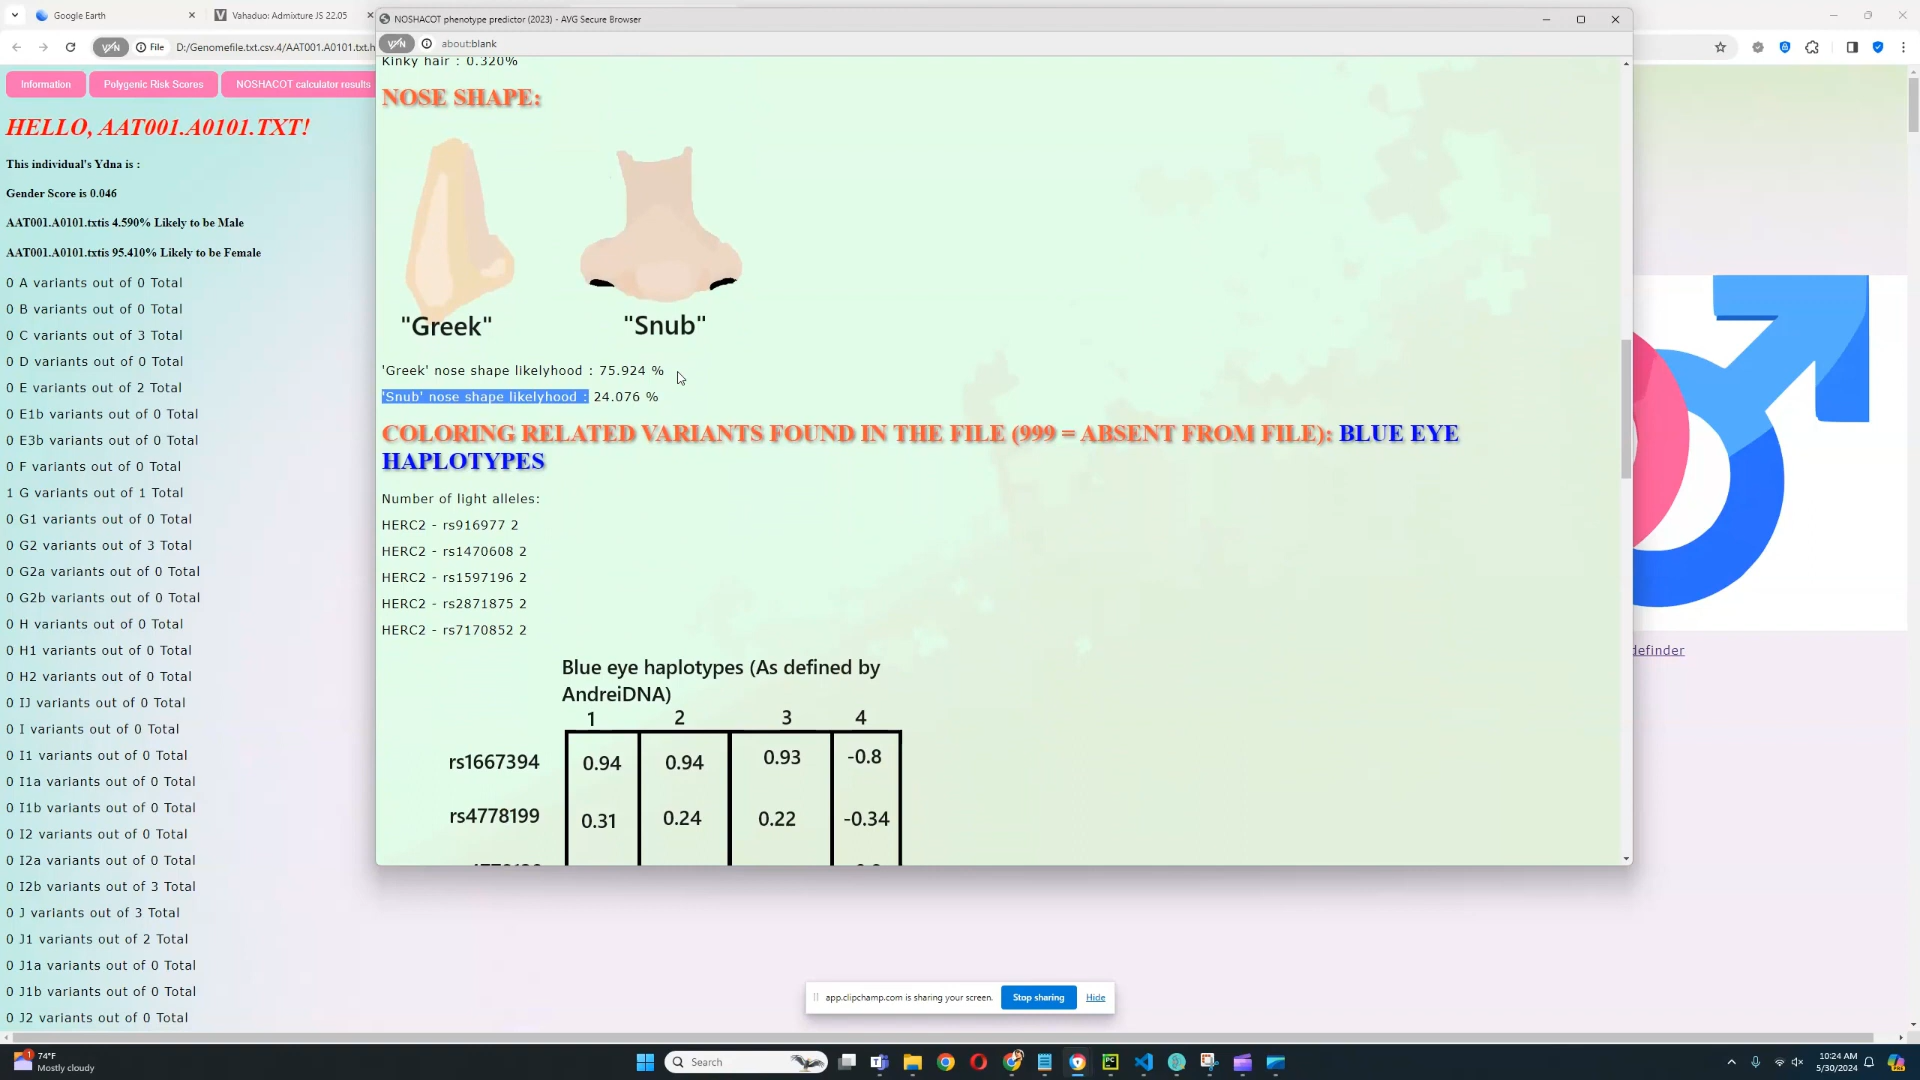 Google Earth
Vahaduo: Admixture JS 22.05
NOSHACOT phenotype predictor (2023) - AVG Secure Browser
VPN
File
D:/Genomefile.txt.csv.4/AAT001.A0101.txt.h
VPN
about:blank
Information
Polygenic Risk Scores
NOSHACOT calculator results
HELLO, AAT001.A0101.TXT!
This individual's Ydna is :
Gender Score is 0.046
AAT001.A0101.txtis 4.590% Likely to be Male
AAT001.A0101.txtis 95.410% Likely to be Female
0 A variants out of 0 Total
0 B variants out of 0 Total
0 C variants out of 3 Total
0 D variants out of 0 Total
0 E variants out of 2 Total
0 E1b variants out of 0 Total
0 E3b variants out of 0 Total
0 F variants out of 0 Total
1 G variants out of 1 Total
0 G1 variants out of 0 Total
0 G2 variants out of 3 Total
0 G2a variants out of 0 Total
0 G2b variants out of 0 Total
0 H variants out of 0 Total
0 H1 variants out of 0 Total
0 H2 variants out of 0 Total
0 IJ variants out of 0 Total
0 I variants out of 0 Total
0 I1 variants out of 0 Total
0 I1a variants out of 0 Total
0 I1b variants out of 0 Total
0 I2 variants out of 0 Total
0 I2a variants out of 0 Total
0 I2b variants out of 3 Total
0 J variants out of 3 Total
0 J1 variants out of 2 Total
0 J1a variants out of 0 Total
0 J1b variants out of 0 Total
0 J2 variants out of 0 Total
Kinky hair : 0.320%
NOSE SHAPE:
"Greek"
"Snub"
'Greek' nose shape likelyhood : 75.924 %
'Snub' nose shape likelyhood : 24.076 %
COLORING RELATED VARIANTS FOUND IN THE FILE (999 = ABSENT FROM FILE): BLUE EYE
HAPLOTYPES
Number of light alleles:
HERC2 - rs916977 2
HERC2 - rs1470608 2
HERC2 - rs1597196 2
HERC2 - rs2871875 2
HERC2 - rs7170852 2
Blue eye haplotypes (As defined by
AndreiDNA)
1 2 3 4
rs1667394 0.94 0.94 0.93 -0.8
rs4778199 0.31 0.24 0.22 -0.34
definder
app.clipchamp.com is sharing your screen.
Stop sharing
Hide
1
74°F
Mostly cloudy
Search
10:24 AM
5/30/2024